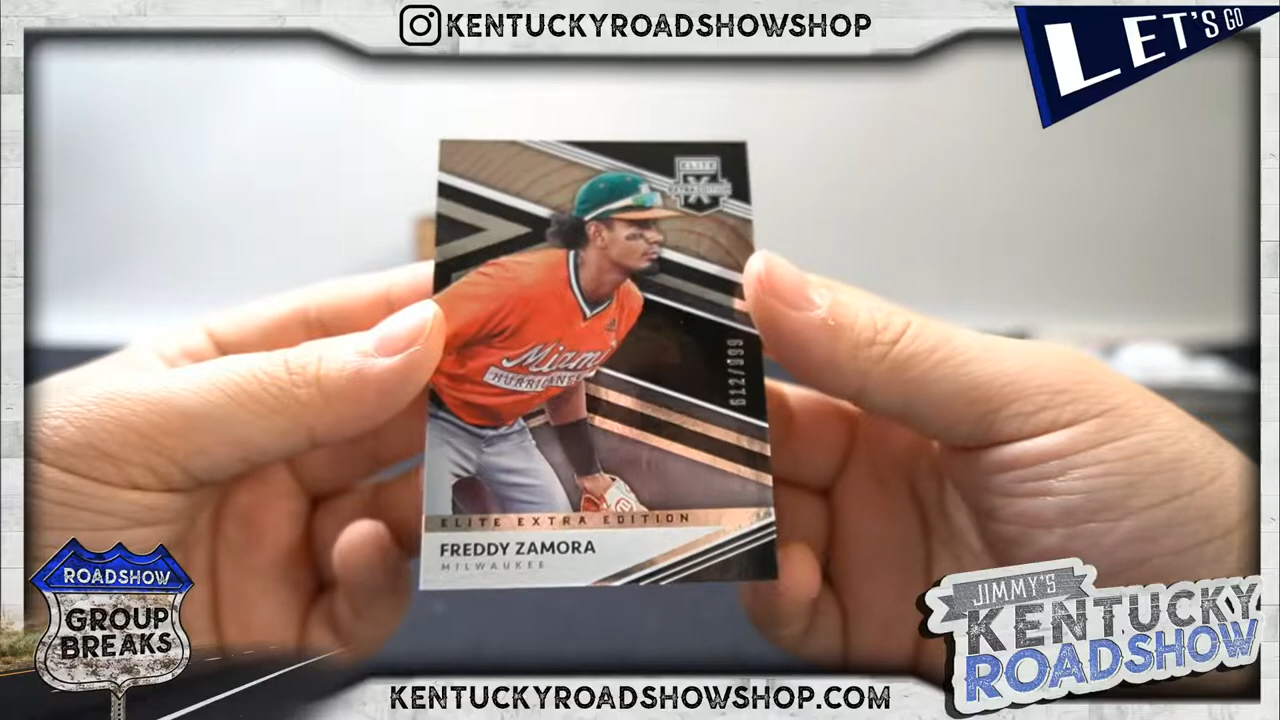 KENTUCKYROADSHOWSHOP
LET'S GO
ELITE
EXTRA EDITION
612/999
Miami
HURRICANES
ELITE EXTRA EDITION
FREDDY ZAMORA
MILWAUKEE
ROADSHOW
GROUP
BREAKS
JIMMY'S
KENTUCKY
ROADSHOW
KENTUCKYROADSHOWSHOP.COM